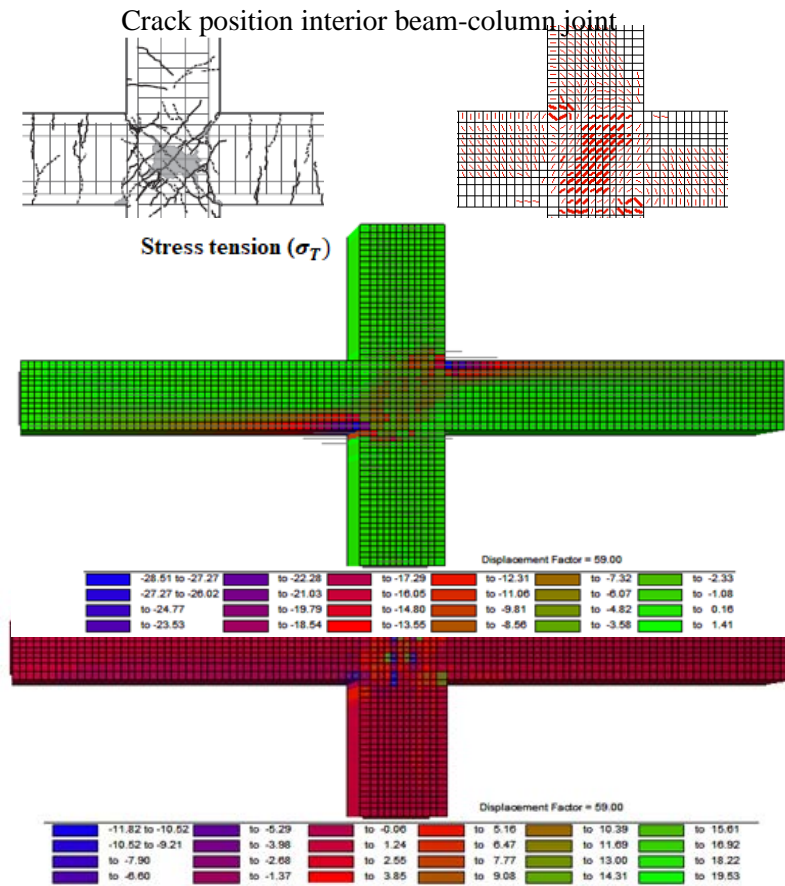 Crack position interior beam-column joint
Stress tension (σT)
Displacement Factor = 59.00
-28.51 to -27.27 to -22.28 to -17.29 to -12.31 to -7.32 to -2.33
-27.27 to -26.02 to -21.03 to -16.05 to -11.06 to -6.07 to -1.08
to -24.77 to -19.79 to -14.80 to -9.81 to -4.82 to 0.16
to -23.53 to -18.54 to -13.55 to -8.56 to -3.58 to 1.41
Displacement Factor = 59.00
-11.82 to -10.52 to -5.29 to -0.06 to 5.16 to 10.39 to 15.61
-10.52 to -9.21 to -3.98 to 1.24 to 6.47 to 11.69 to 16.92
to -7.90 to -2.68 to 2.55 to 7.77 to 13.00 to 18.22
to -6.60 to -1.37 to 3.85 to 9.08 to 14.31 to 19.53